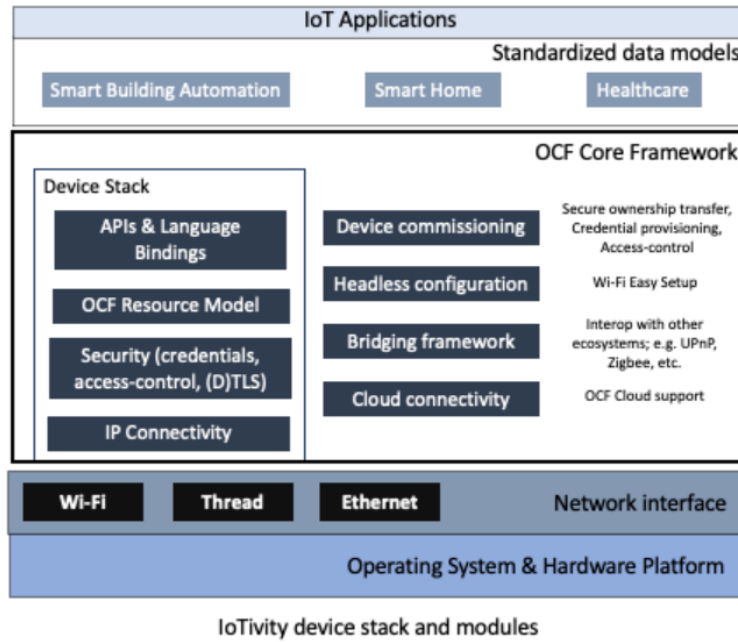 IoT Applications
Standardized data models
Smart Building Automation
Smart Home
Healthcare
OCF Core Framework
Device Stack
APIs & Language
Bindings
OCF Resource Model
Security (credentials,
access-control, (D)TLS)
IP Connectivity
Device commissioning
Secure ownership transfer,
Credential provisioning,
Access-control
Headless configuration
Wi-Fi Easy Setup
Bridging framework
Interop with other
ecosystems; e.g. UPnP,
Zigbee, etc.
Cloud connectivity
OCF Cloud support
Wi-Fi
Thread
Ethernet
Network interface
Operating System & Hardware Platform
IoTivity device stack and modules